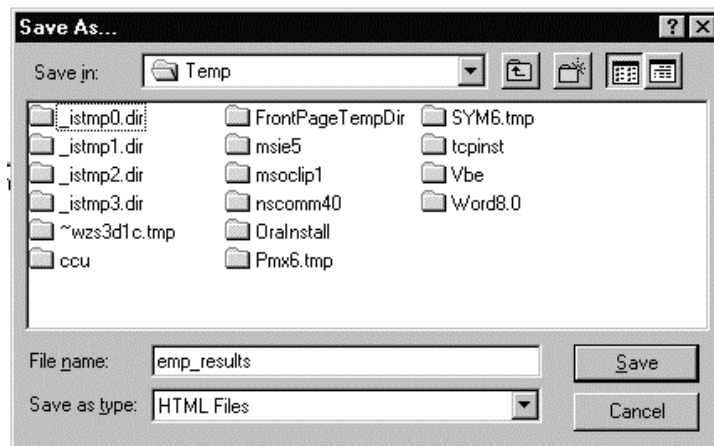 Save As...
Save in: Temp
_istmp0.dir FrontPageTempDir SYM6.tmp
_istmp1.dir msie5 tcpinst
_istmp2.dir msoclip1 Vbe
_istmp3.dir nscomm40 Word8.0
~wzs3d1c.tmp OraInstall
ccu Pmx6.tmp
File name: emp_results Save
Save as type: HTML Files Cancel